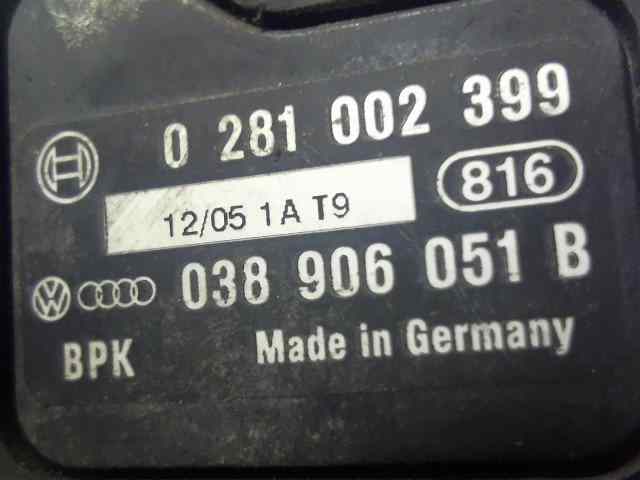 0 281 002 399
816
12/05 1A T9
038 906 051 B
BPK Made in Germany